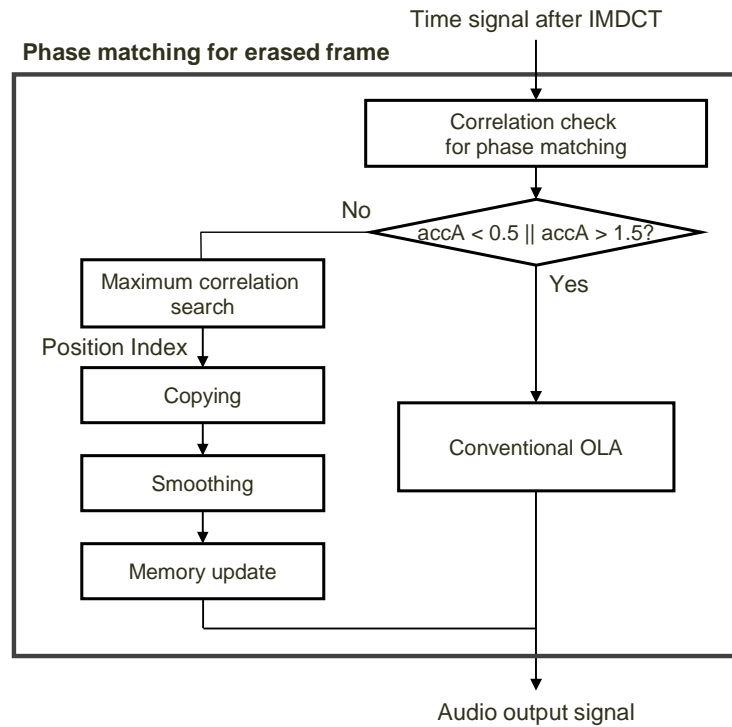 Time signal after IMDCT
Phase matching for erased frame
Correlation check
for phase matching
No
accA < 0.5 || accA > 1.5?
Maximum correlation
search
Yes
Position Index
Copying
Conventional OLA
Smoothing
Memory update
Audio output signal